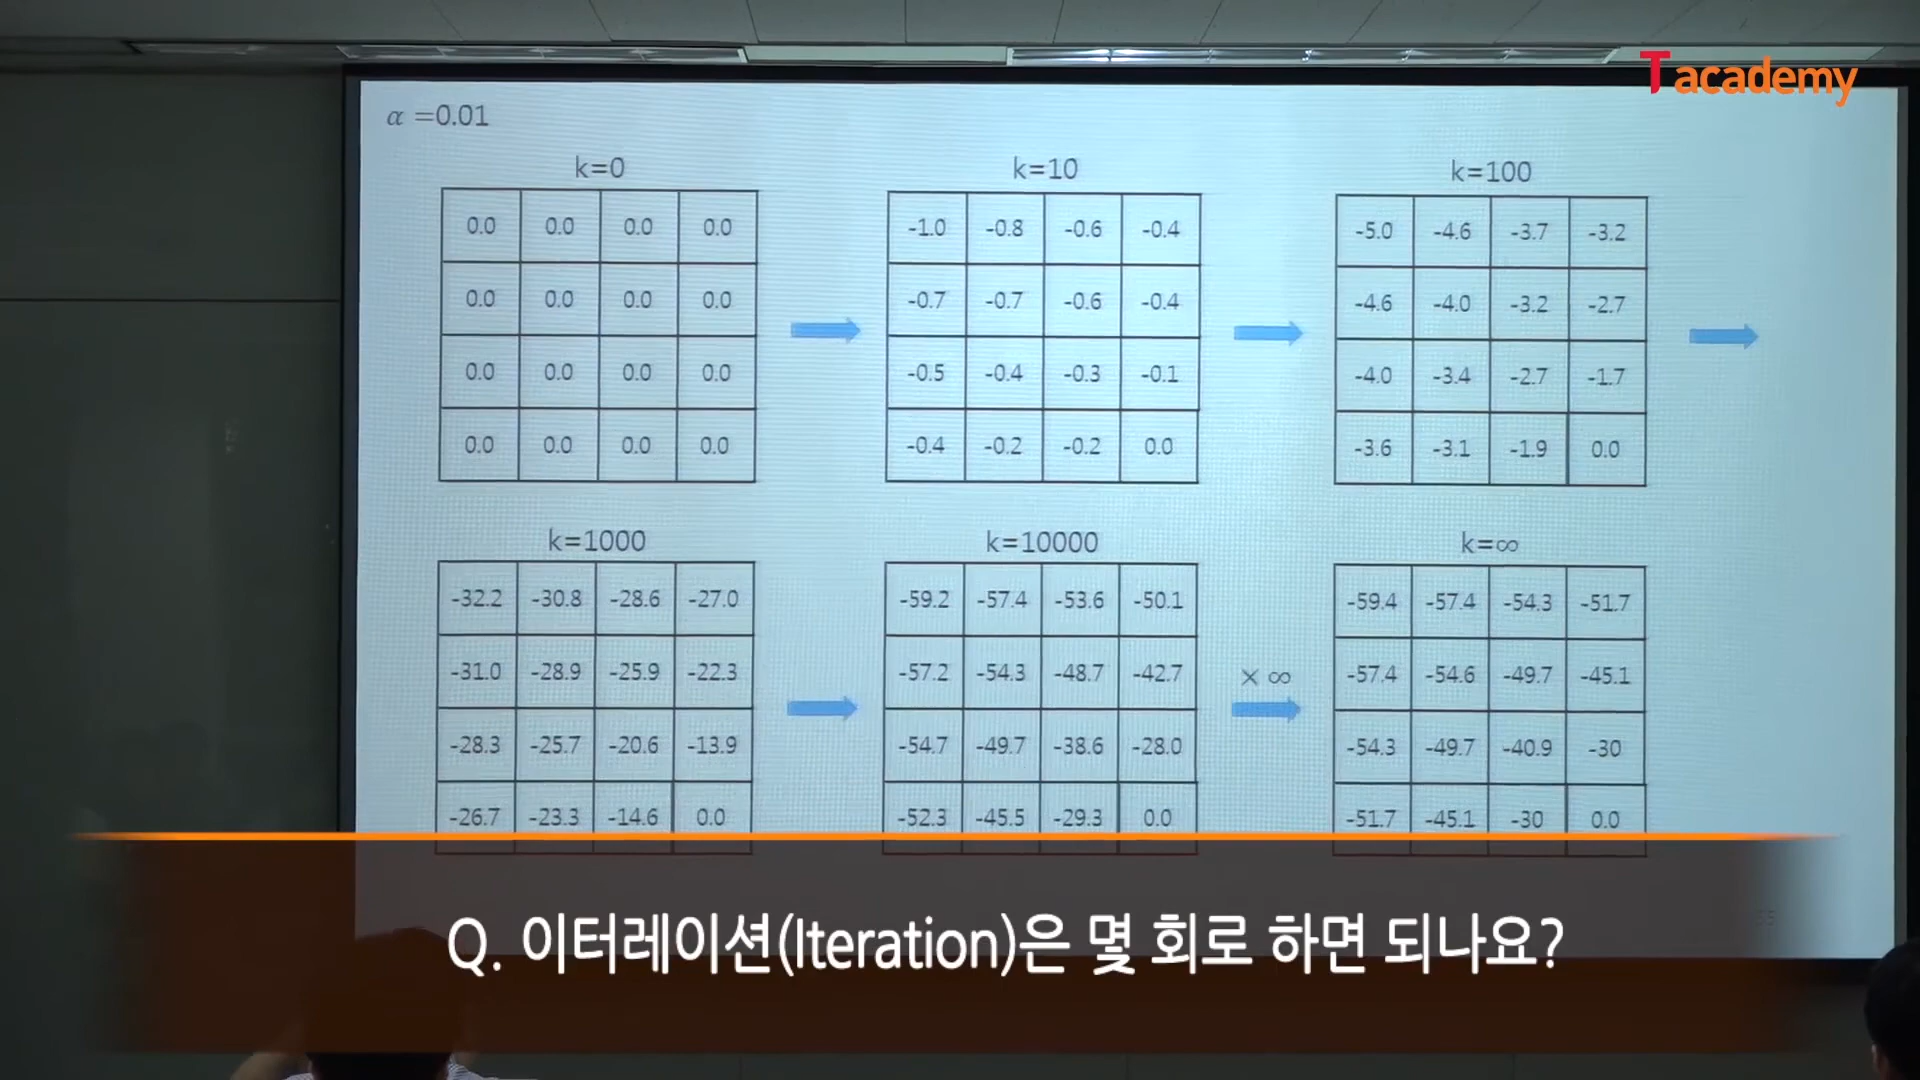 T academy
α =0.01
k=0 k=10 k=100
0.0 0.0 0.0 0.0 -1.0 -0.8 -0.6 -0.4 -5.0 -4.6 -3.7 -3.2
0.0 0.0 0.0 0.0 -0.7 -0.7 -0.6 -0.4 -4.6 -4.0 -3.2 -2.7
0.0 0.0 0.0 0.0 -0.5 -0.4 -0.3 -0.1 -4.0 -3.4 -2.7 -1.7
0.0 0.0 0.0 0.0 -0.4 -0.2 -0.2 0.0 -3.6 -3.1 -1.9 0.0
k=1000 k=10000 k=∞
-32.2 -30.8 -28.6 -27.0 -59.2 -57.4 -53.6 -50.1 -59.4 -57.4 -54.3 -51.7
-31.0 -28.9 -25.9 -22.3 -57.2 -54.3 -48.7 -42.7 × ∞ -57.4 -54.6 -49.7 -45.1
-28.3 -25.7 -20.6 -13.9 -54.7 -49.7 -38.6 -28.0 -54.3 -49.7 -40.9 -30
-26.7 -23.3 -14.6 0.0 -52.3 -45.5 -29.3 0.0 -51.7 -45.1 -30 0.0
Q. 이터레이션(Iteration)은 몇 회로 하면 되나요?